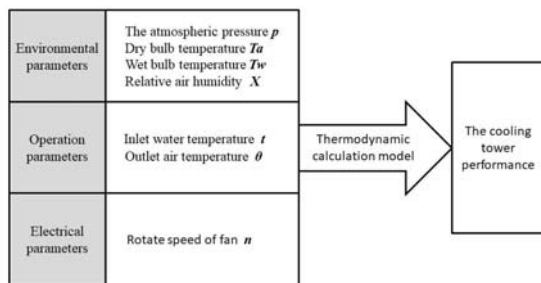 Environmental
parameters
The atmospheric pressure p
Dry bulb temperature Ta
Wet bulb temperature Tw
Relative air humidity X
Operation
parameters
Inlet water temperature t
Outlet air temperature θ
Electrical
parameters
Rotate speed of fan n
Thermodynamic
calculation model
The cooling
tower
performance